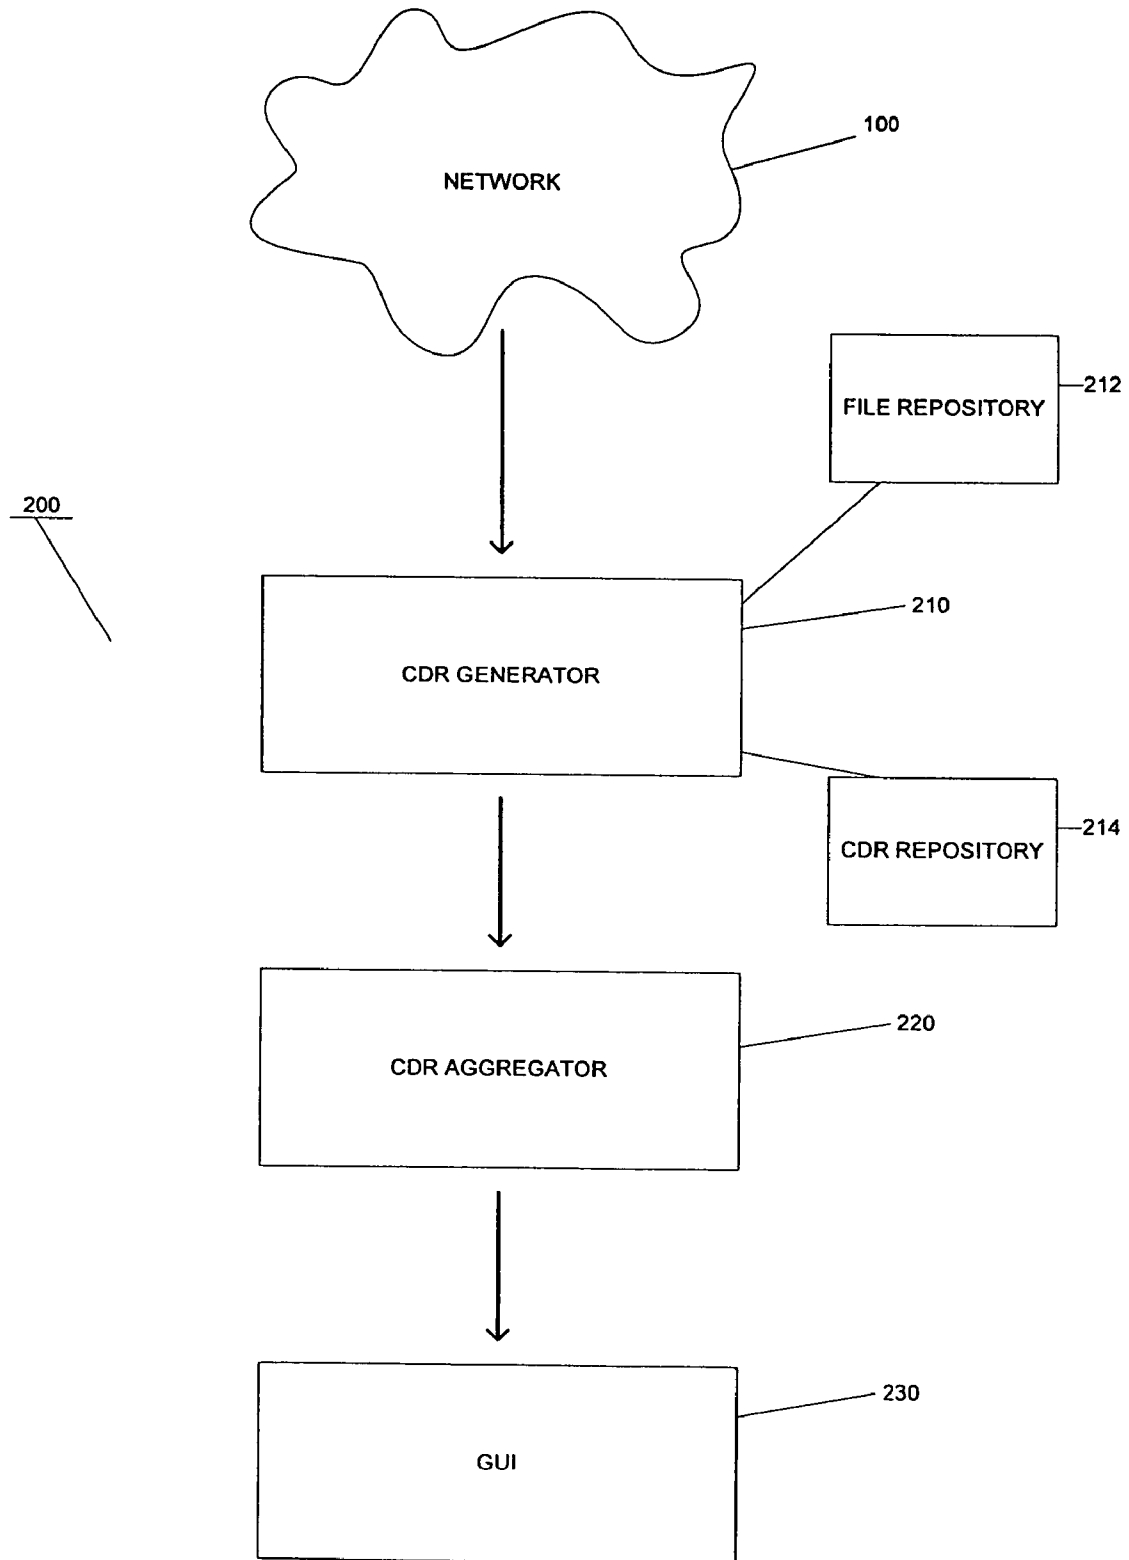 100
NETWORK
212
FILE REPOSITORY
200
210
CDR GENERATOR
214
CDR REPOSITORY
220
CDR AGGREGATOR
230
GUI